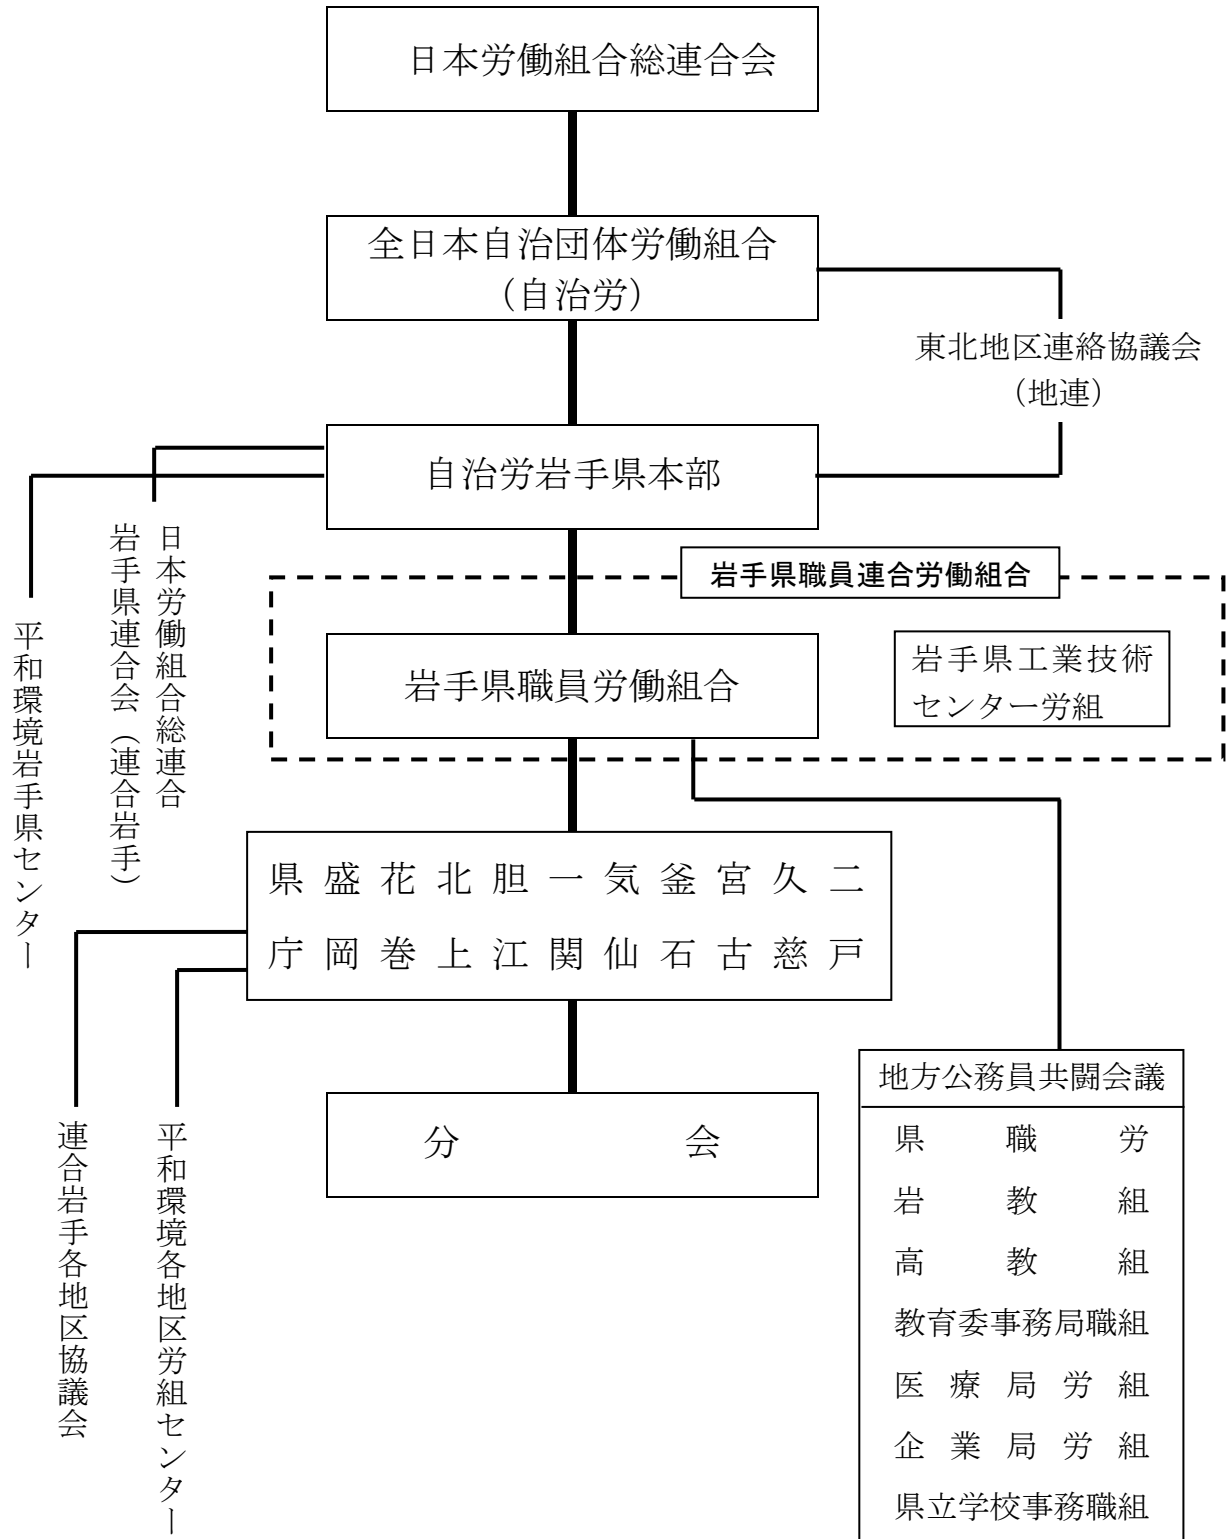 日本労働組合総連合会
全日本自治団体労働組合
（自治労）
東北地区連絡協議会
（地連）
自治労岩手県本部
日本労働組合総連合
岩手県連合会（連合岩手）
平和環境岩手県センター
岩手県職員連合労働組合
岩手県職員労働組合
岩手県工業技術
センター労組
県 盛 花 北 胆 一 気 釜 宮 久 二
庁 岡 巻 上 江 関 仙 石 古 慈 戸
連合岩手各地区協議会
平和環境各地区労組センター
分 会
地方公務員共闘会議
県 職 労
岩 教 組
高 教 組
教育委事務局職組
医 療 局 労 組
企 業 局 労 組
県立学校事務職組